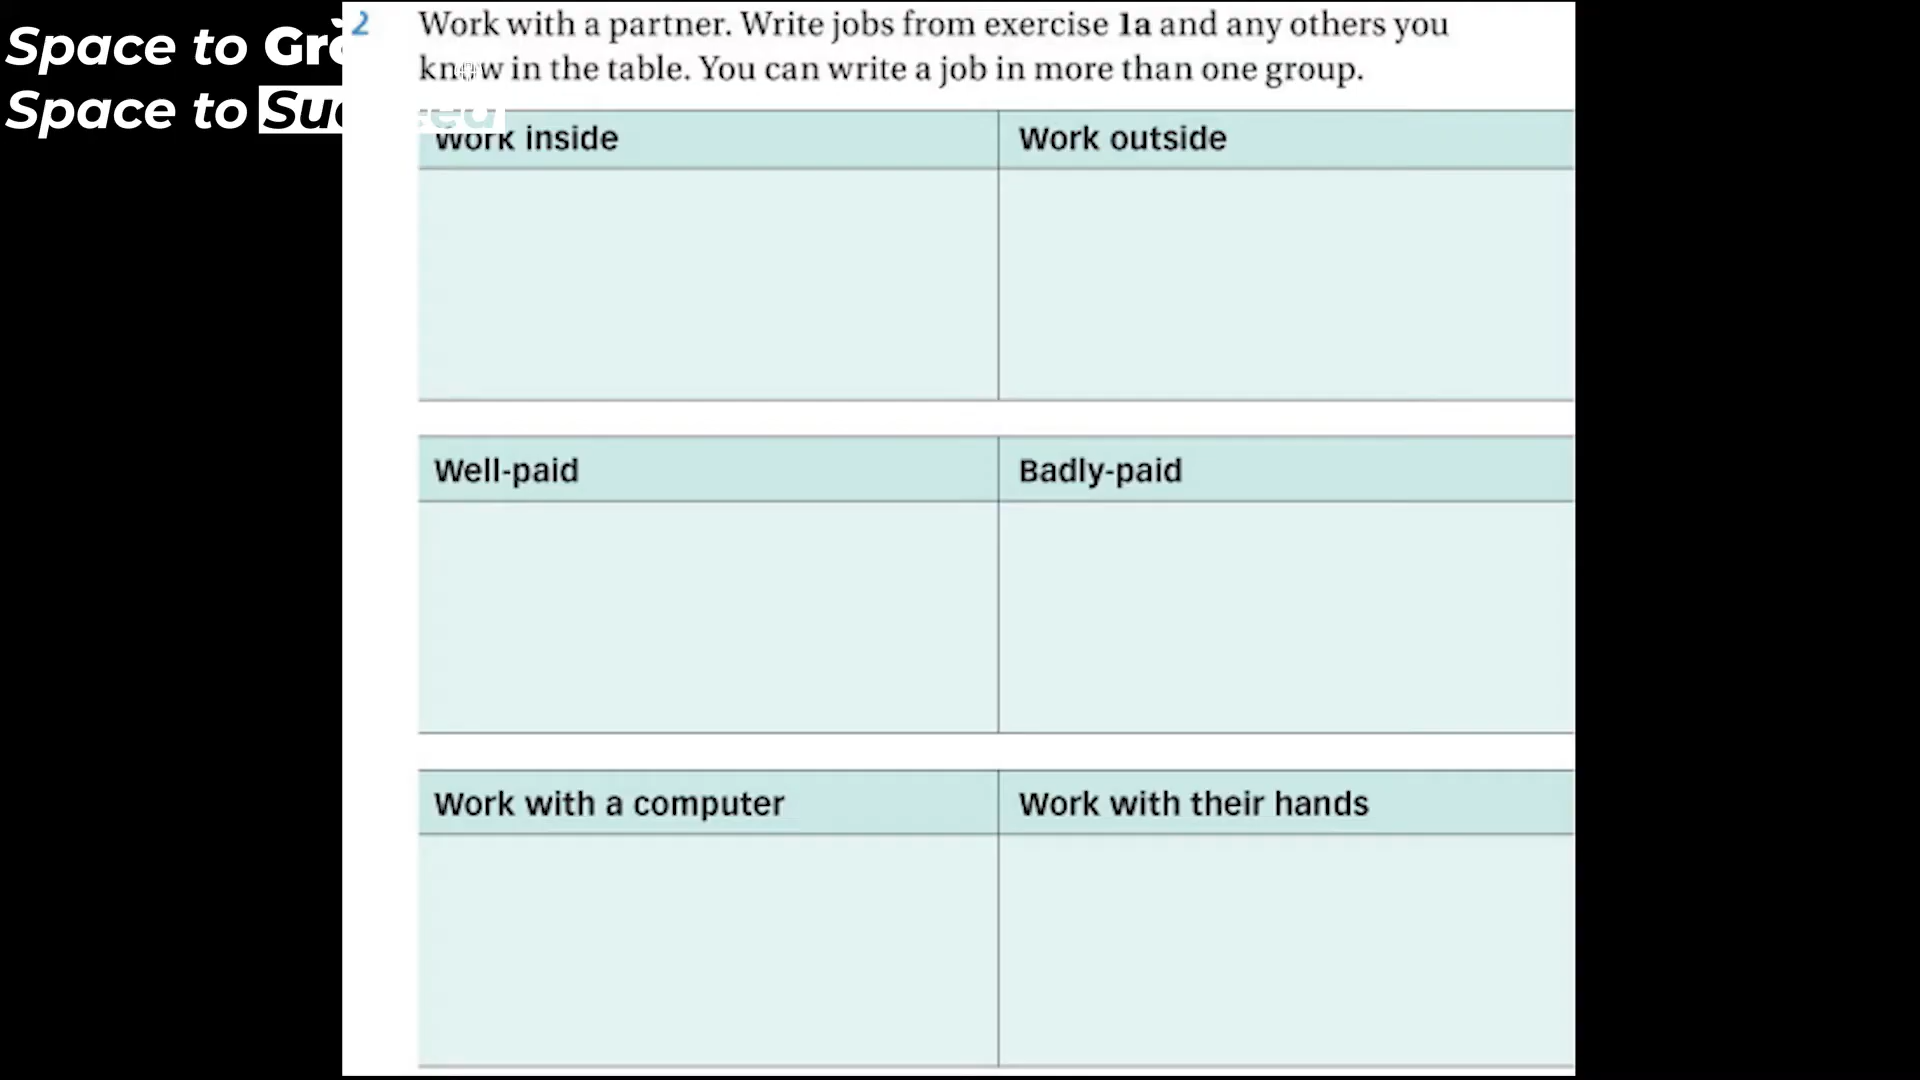 Space to
Space to
2 Work with a partner. Write jobs from exercise 1a and any others you
know in the table. You can write a job in more than one group.
Work inside
Work outside
Well-paid
Badly-paid
Work with a computer
Work with their hands